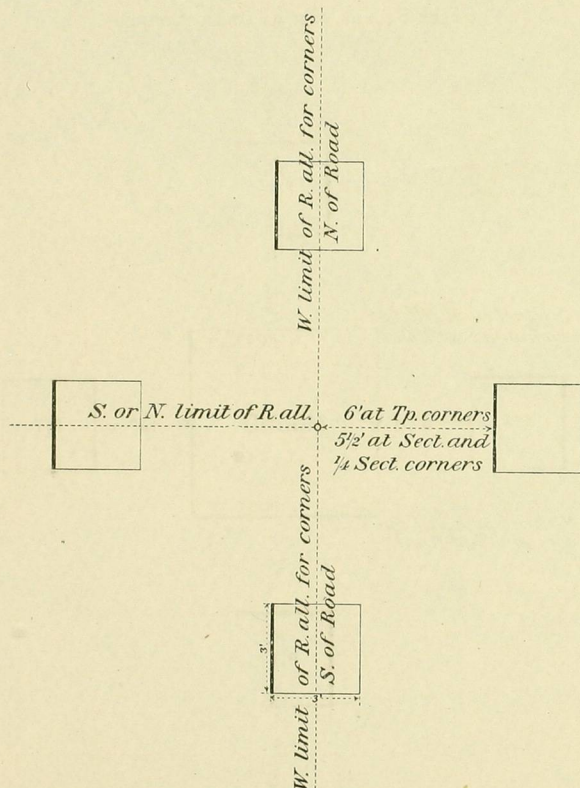 W. limit of R. all. for corners
N. of Road
S. or N. limit of R. all.
6' at Tp. corners
5½' at Sect. and
¼ Sect. corners
W. limit of R. all. for corners
S. of Road
3'
3'